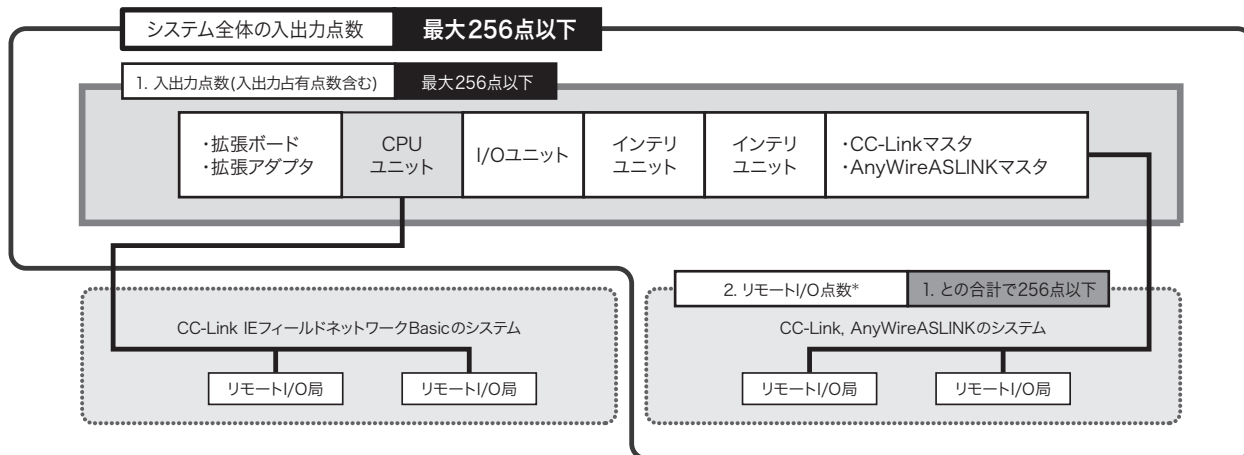 システム全体の入出力点数 最大256点以下
1. 入出力点数(入出力占有点数含む) 最大256点以下
・拡張ボード
・拡張アダプタ
CPU
ユニット
I/Oユニット
インテリ
ユニット
インテリ
ユニット
・CC-Linkマスタ
・AnyWireASLINKマスタ
CC-Link IEフィールドネットワークBasicのシステム
リモートI/O局 リモートI/O局
2. リモートI/O点数* 1. との合計で256点以下
CC-Link, AnyWireASLINKのシステム
リモートI/O局 リモートI/O局